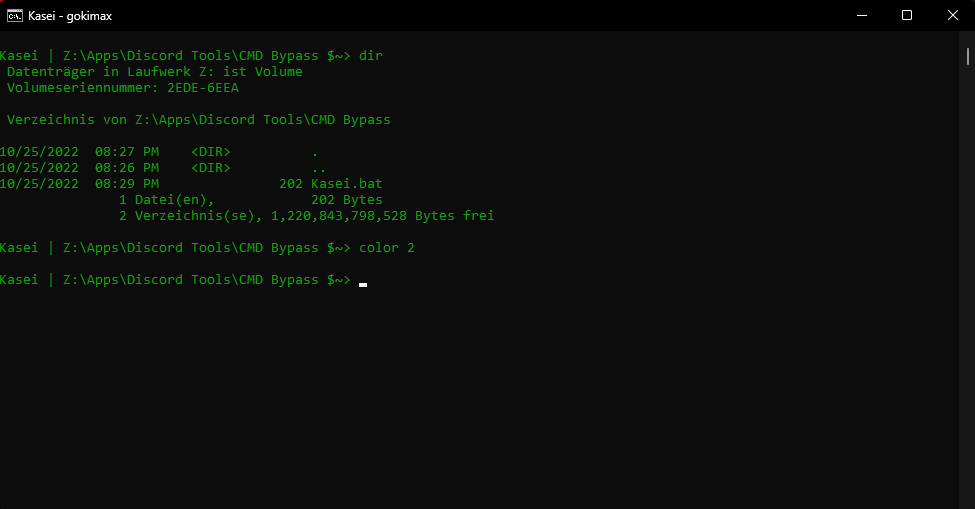 Kasei - gokimax
Kasei | Z:\Apps\Discord Tools\CMD Bypass $~> dir
Datenträger in Laufwerk Z: ist Volume
Volumeseriennummer: 2EDE-6EEA
Verzeichnis von Z:\Apps\Discord Tools\CMD Bypass
10/25/2022  08:27 PM    <DIR>          .
10/25/2022  08:26 PM    <DIR>          ..
10/25/2022  08:29 PM               202 Kasei.bat
1 Datei(en),            202 Bytes
2 Verzeichnis(se), 1,220,843,798,528 Bytes frei
Kasei | Z:\Apps\Discord Tools\CMD Bypass $~> color 2
Kasei | Z:\Apps\Discord Tools\CMD Bypass $~>